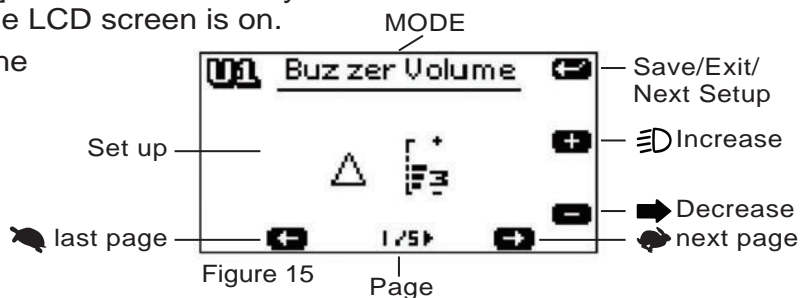 e LCD screen is on.
ne
MODE
U1 Buz zer Volume
Save/Exit/
Next Setup
Set up
+
+ Increase
3
-
- Decrease
last page
1/5
next page
Figure 15
Page